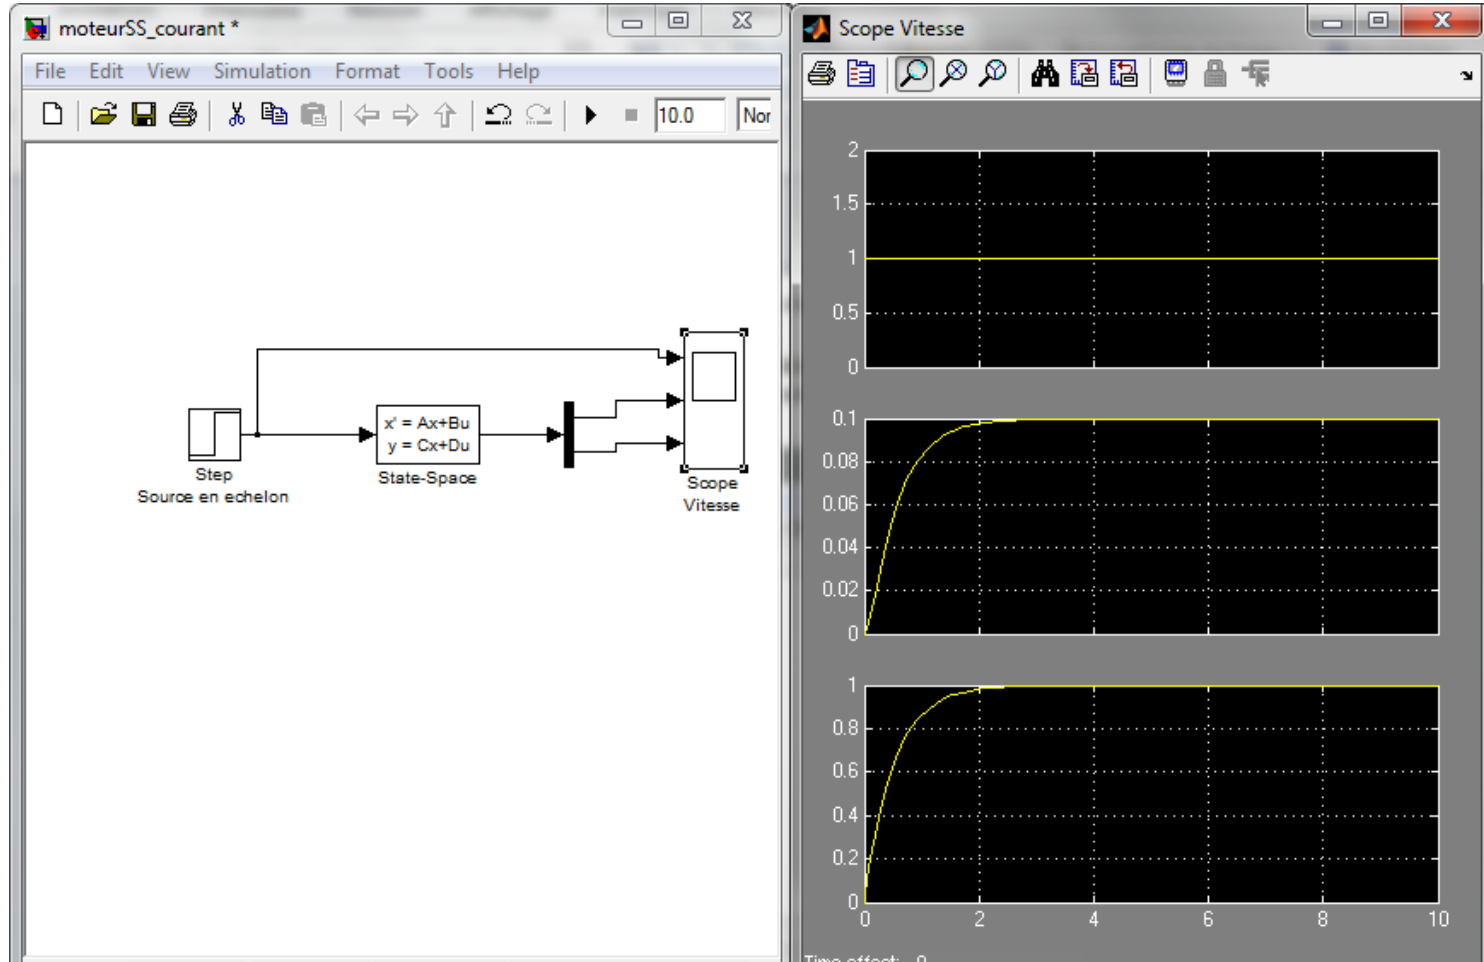 moteurSS_courant *
File Edit View Simulation Format Tools Help
10.0 Nor
x' = Ax+Bu
y = Cx+Du
Step
Source en echelon
State-Space
Scope
Vitesse
Scope Vitesse
2
1.5
1
0.5
0
0.1
0.08
0.06
0.04
0.02
0
1
0.8
0.6
0.4
0.2
0
0 2 4 6 8 10
Time offset: 0